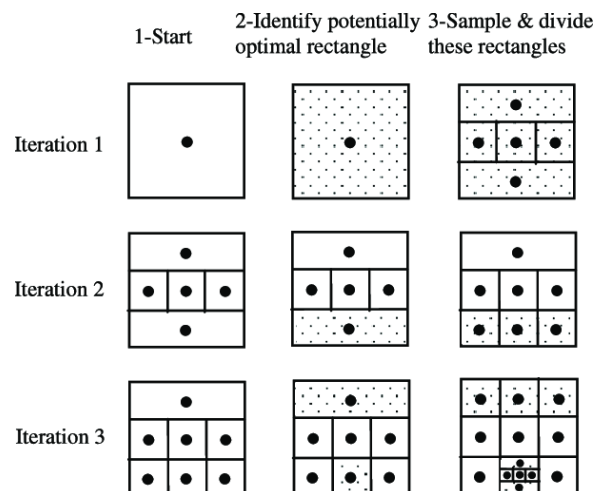 1-Start
2-Identify potentially
optimal rectangle
3-Sample & divide
these rectangles
Iteration 1
Iteration 2
Iteration 3